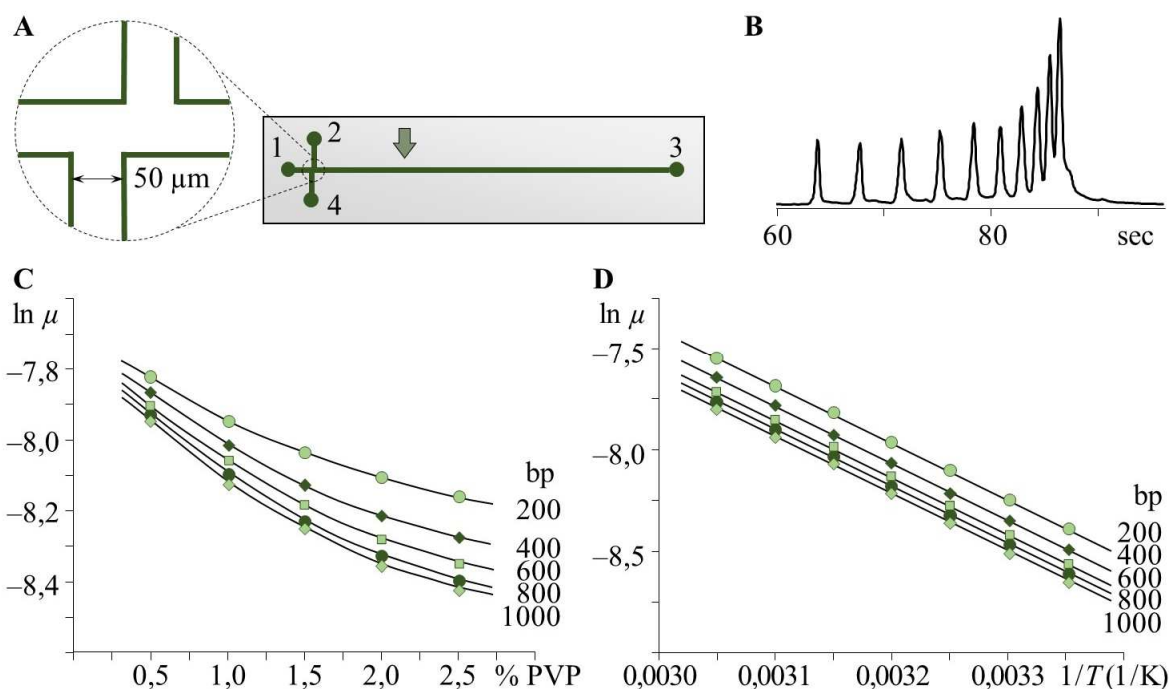 A
50 µm
1
2
3
4
B
60
80
sec
C
ln µ
–7,8
–8,0
–8,2
–8,4
bp
200
400
600
800
1000
0,5
1,0
1,5
2,0
2,5
% PVP
D
ln µ
–7,5
–8,0
–8,5
bp
200
400
600
800
1000
0,0030
0,0031
0,0032
0,0033
1/T (1/K)